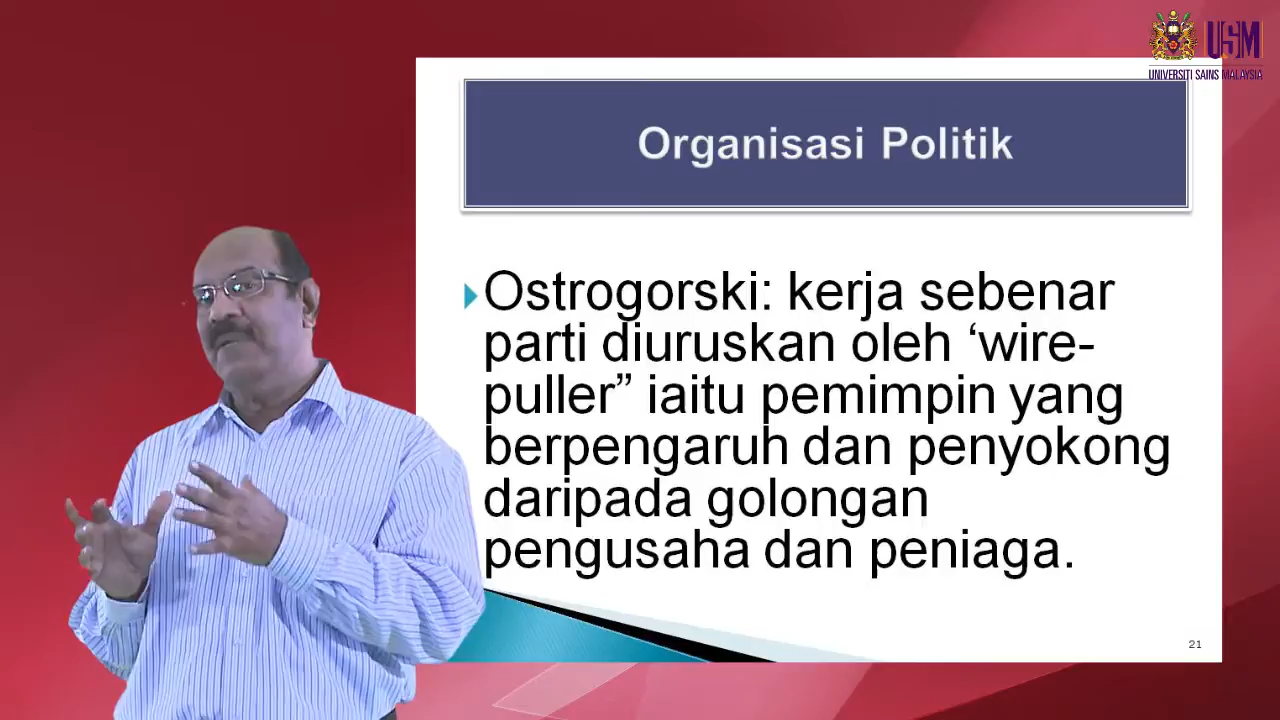 USM
UNIVERSITI SAINS MALAYSIA
Organisasi Politik
Ostrogorski: kerja sebenar
parti diuruskan oleh ‘wire-
puller” iaitu pemimpin yang
berpengaruh dan penyokong
daripada golongan
pengusaha dan peniaga.
21